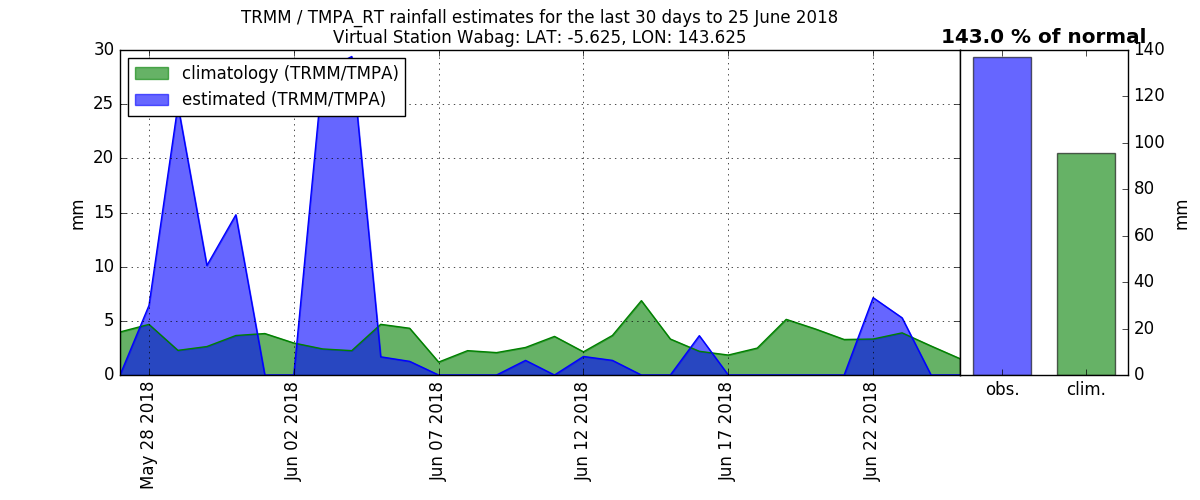 TRMM / TMPA_RT rainfall estimates for the last 30 days to 25 June 2018
Virtual Station Wabag: LAT: -5.625, LON: 143.625
143.0 % of normal
climatology (TRMM/TMPA)
estimated (TRMM/TMPA)
mm
30
25
20
15
10
5
0
May 28 2018
Jun 02 2018
Jun 07 2018
Jun 12 2018
Jun 17 2018
Jun 22 2018
obs.
clim.
140
120
100
80
60
40
20
0
mm